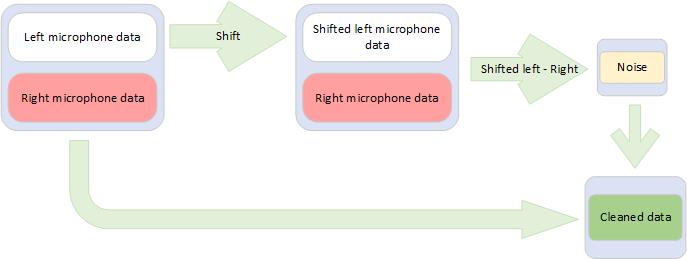 Left microphone data
Right microphone data
Shift
Shifted left microphone
data
Right microphone data
Shifted left - Right
Noise
Cleaned data